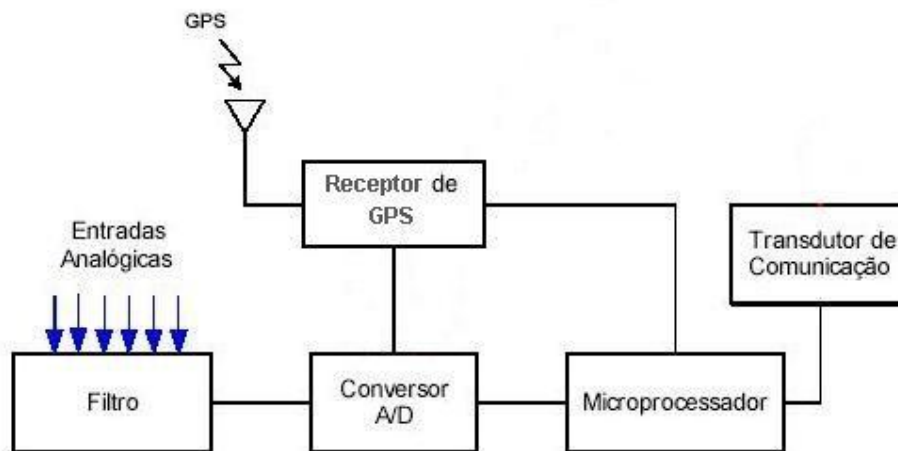 GPS
Receptor de
GPS
Entradas
Analógicas
Transdutor de
Comunicação
Filtro
Conversor
A/D
Microprocessador